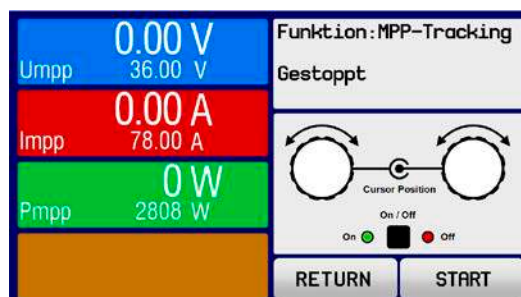 0.00 V
Umpp 36.00 V
0.00 A
Impp 78.00 A
0 W
Pmpp 2808 W
Funktion:MPP-Tracking
Gestoppt
Cursor Position
On / Off
On Off
RETURN START